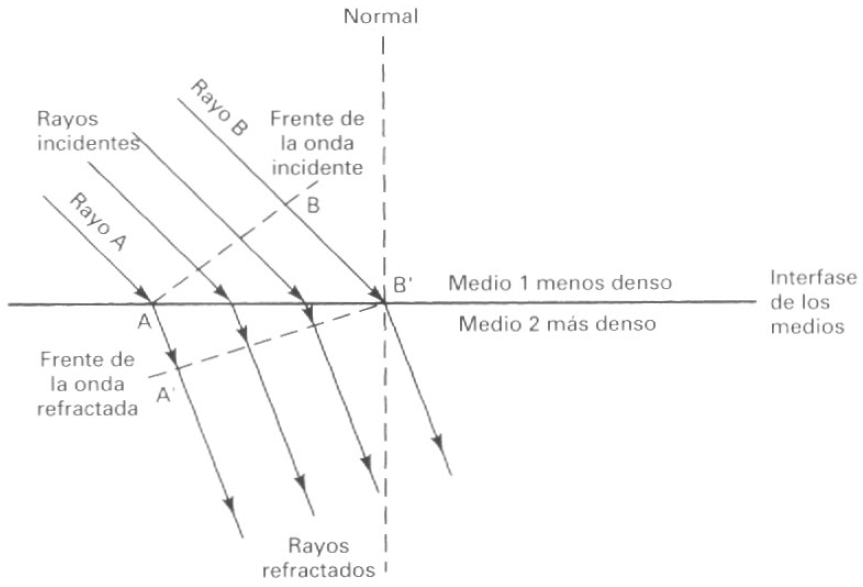 Normal
Rayo B
Frente de
la onda
incidente
Rayos
incidentes
Rayo A
B
B'
Medio 1 menos denso
Interfase
de los
medios
A
Medio 2 más denso
Frente de
la onda
refractada
A'
Rayos
refractados